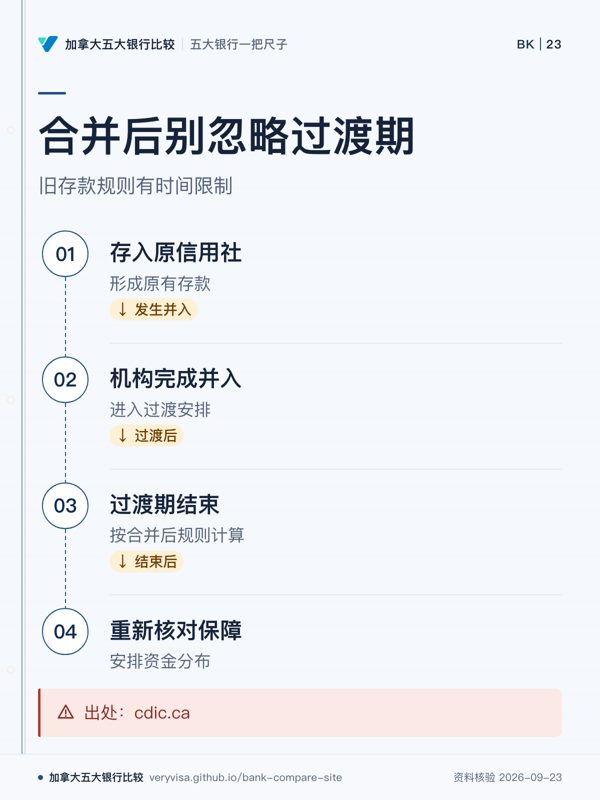 加拿大五大银行比较 | 五大银行一把尺子
BK | 23
合并后别忽略过渡期
旧存款规则有时间限制
01
存入原信用社
形成原有存款
↓ 发生并入
02
机构完成并入
进入过渡安排
↓ 过渡后
03
过渡期结束
按合并后规则计算
↓ 结束后
04
重新核对保障
安排资金分布
出处：cdic.ca
加拿大五大银行比较 veryvisa.github.io/bank-compare-site
资料核验 2026-09-23